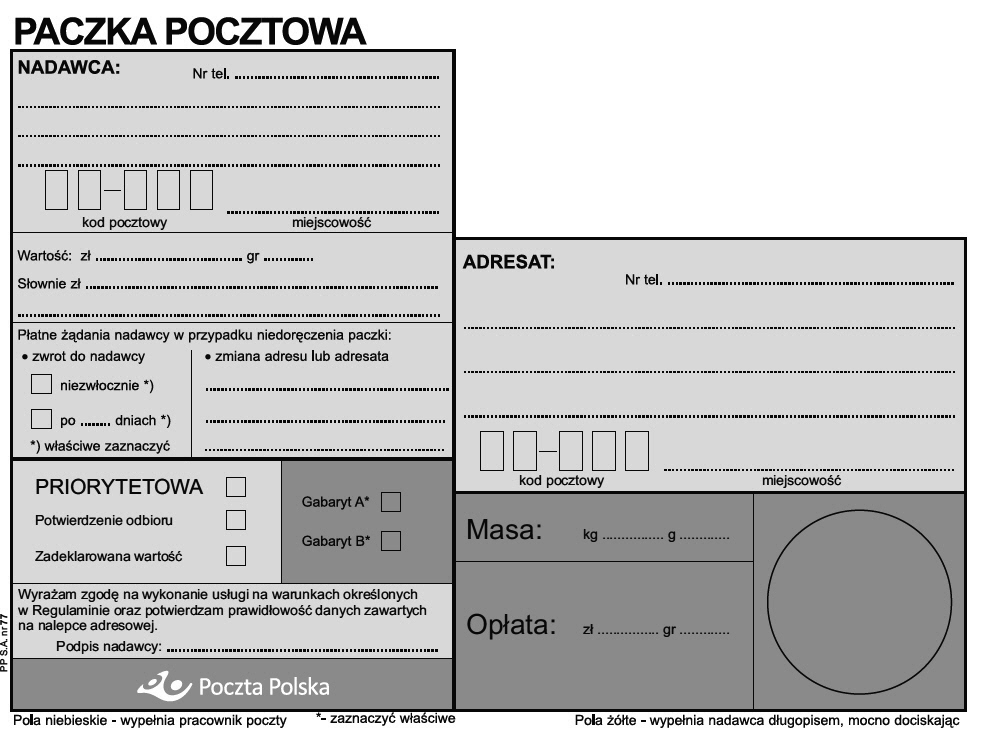 PACZKA POCZTOWA
NADAWCA:
Nr tel. ................
kod pocztowy
miejscowość
Wartość: zł ................ gr ............
Słownie zł ................
Płatne żądania nadawcy w przypadku niedoręczenia paczki:
• zwrot do nadawcy
niezwłocznie *)
po ....... dniach *)
*) właściwe zaznaczyć
• zmiana adresu lub adresata
PRIORYTETOWA
Potwierdzenie odbioru
Zadeklarowana wartość
Gabaryt A*
Gabaryt B*
Wyrażam zgodę na wykonanie usługi na warunkach określonych
w Regulaminie oraz potwierdzam prawidłowość danych zawartych
na nalepce adresowej.
Podpis nadawcy: ................
Poczta Polska
PP S.A. nr 77
ADRESAT:
Nr tel. ................
kod pocztowy
miejscowość
Masa: kg ............... g ............
Opłata: zł ............... gr ............
Pola niebieskie - wypełnia pracownik poczty
*- zaznaczyć właściwe
Pola żółte - wypełnia nadawca długopisem, mocno dociskając